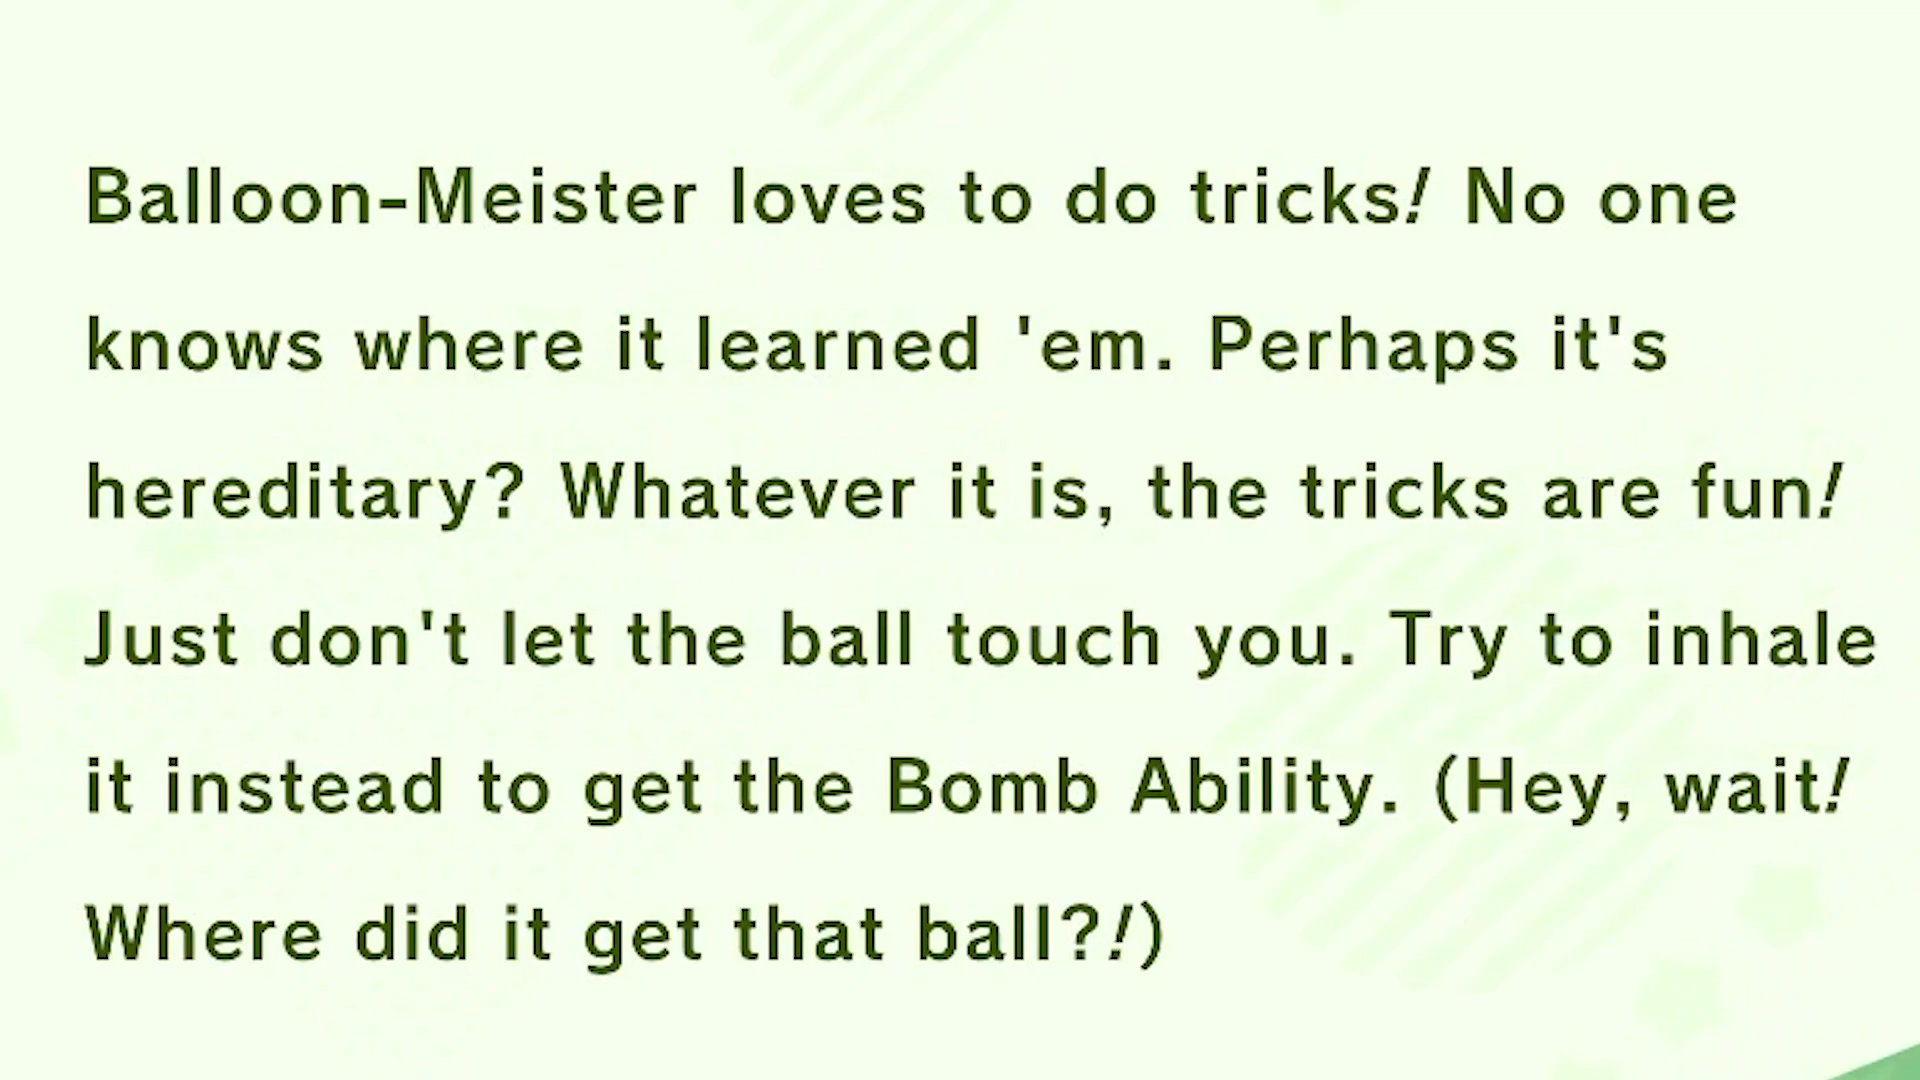 Balloon-Meister loves to do tricks! No one
knows where it learned 'em. Perhaps it's
hereditary? Whatever it is, the tricks are fun!
Just don't let the ball touch you. Try to inhale
it instead to get the Bomb Ability. (Hey, wait!
Where did it get that ball?!)